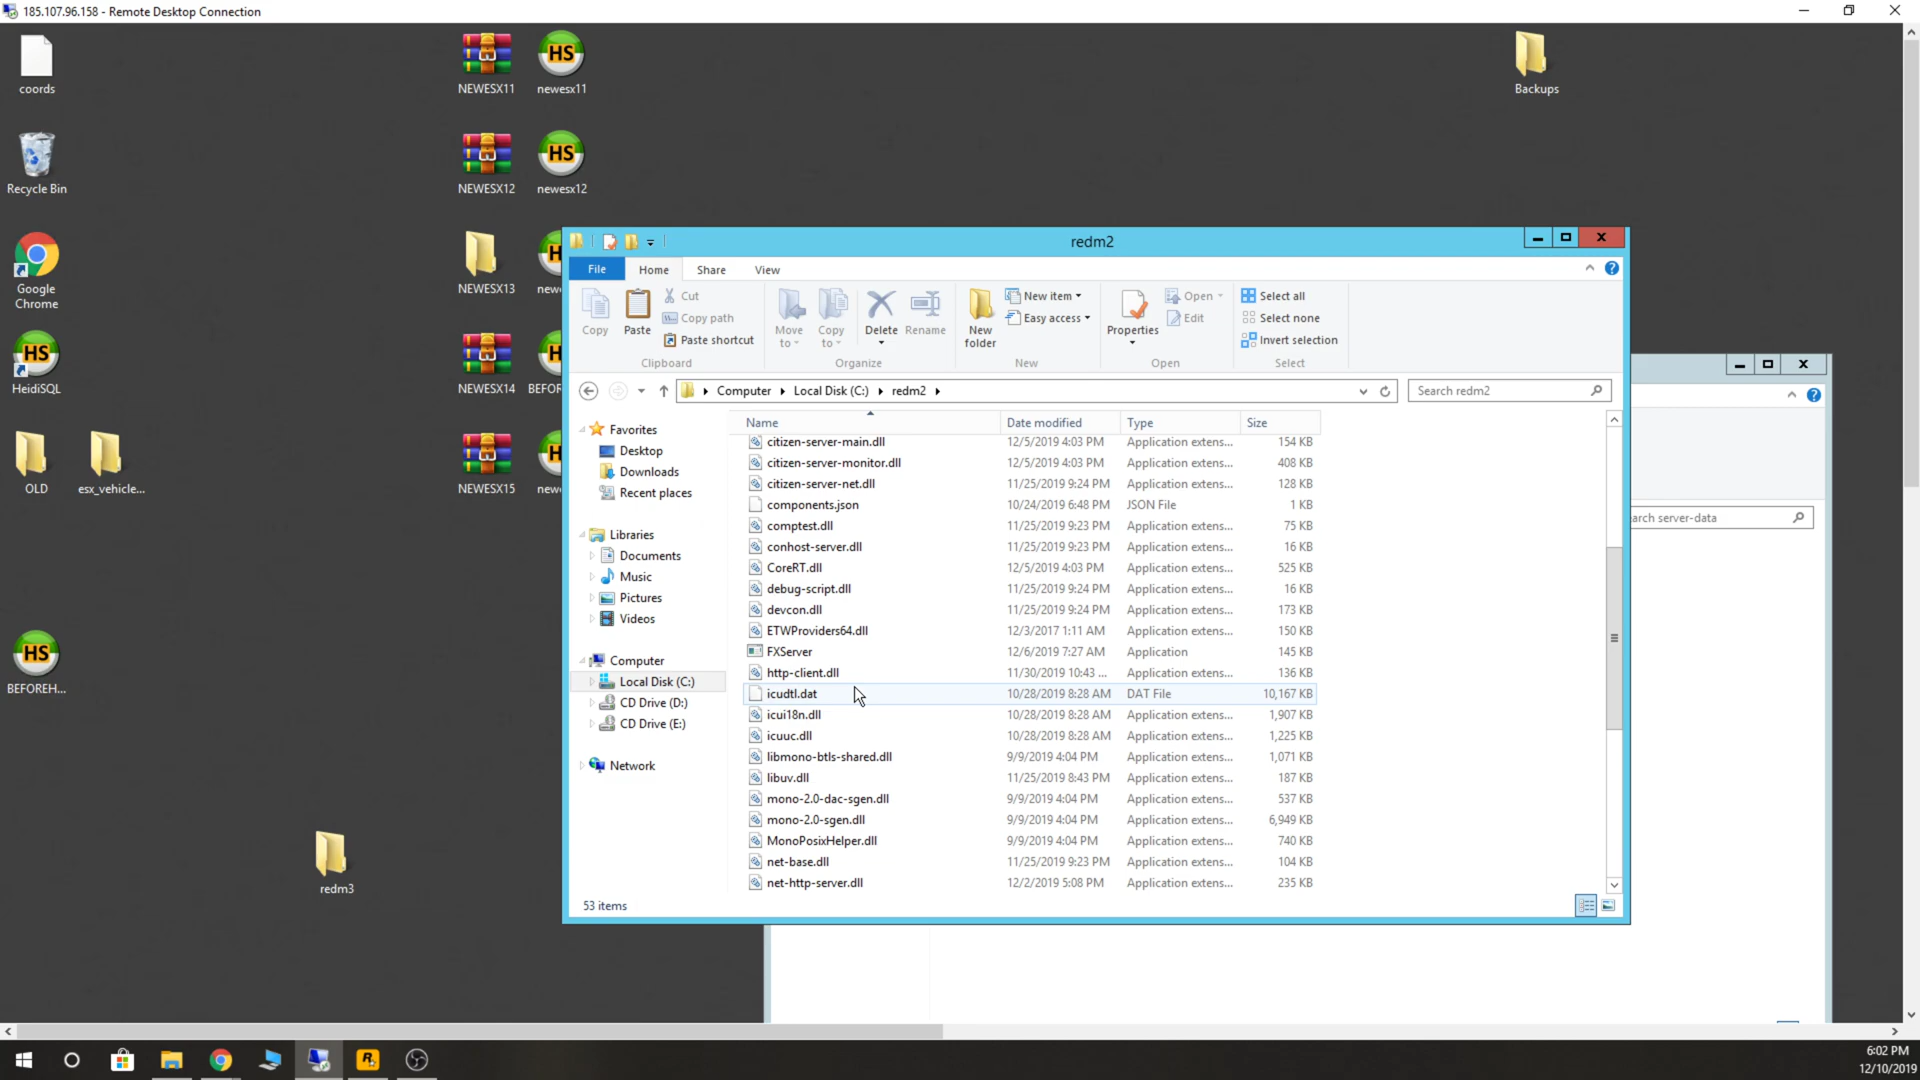 185.107.96.158 - Remote Desktop Connection
coords
NEWESX11
newesx11
Backups
Recycle Bin
NEWESX12
newesx12
Google
Chrome
NEWESX13
HeidiSQL
NEWESX14
OLD
esx_vehicle...
NEWESX15
BEFOREH...
redm3
redm2
File
Home
Share
View
Copy
Paste
Cut
Copy path
Paste shortcut
Clipboard
Move
to
Copy
to
Delete
Rename
Organize
New
folder
New item
Easy access
New
Properties
Open
Edit
Open
Select all
Select none
Invert selection
Select
Computer
Local Disk (C:)
redm2
Search redm2
Favorites
Desktop
Downloads
Recent places
Libraries
Documents
Music
Pictures
Videos
Computer
Local Disk (C:)
CD Drive (D:)
CD Drive (E:)
Network
Name Date modified Type Size
citizen-server-main.dll 12/5/2019 4:03 PM Application extens... 154 KB
citizen-server-monitor.dll 12/5/2019 4:03 PM Application extens... 408 KB
citizen-server-net.dll 11/25/2019 9:24 PM Application extens... 128 KB
components.json 10/24/2019 6:48 PM JSON File 1 KB
comptest.dll 11/25/2019 9:23 PM Application extens... 75 KB
conhost-server.dll 11/25/2019 9:23 PM Application extens... 16 KB
CoreRT.dll 12/5/2019 4:03 PM Application extens... 525 KB
debug-script.dll 11/25/2019 9:24 PM Application extens... 16 KB
devcon.dll 11/25/2019 9:24 PM Application extens... 173 KB
ETWProviders64.dll 12/3/2017 1:11 AM Application extens... 150 KB
FXServer 12/6/2019 7:27 AM Application 145 KB
http-client.dll 11/30/2019 10:43 ... Application extens... 136 KB
icudtl.dat 10/28/2019 8:28 AM DAT File 10,167 KB
icui18n.dll 10/28/2019 8:28 AM Application extens... 1,907 KB
icuuc.dll 10/28/2019 8:28 AM Application extens... 1,225 KB
libmono-btls-shared.dll 9/9/2019 4:04 PM Application extens... 1,071 KB
libuv.dll 11/25/2019 8:43 PM Application extens... 187 KB
mono-2.0-dac-sgen.dll 9/9/2019 4:04 PM Application extens... 537 KB
mono-2.0-sgen.dll 9/9/2019 4:04 PM Application extens... 6,949 KB
MonoPosixHelper.dll 9/9/2019 4:04 PM Application extens... 740 KB
net-base.dll 11/25/2019 9:23 PM Application extens... 104 KB
net-http-server.dll 12/2/2019 5:08 PM Application extens... 235 KB
53 items
server-data
6:02 PM
12/10/2019